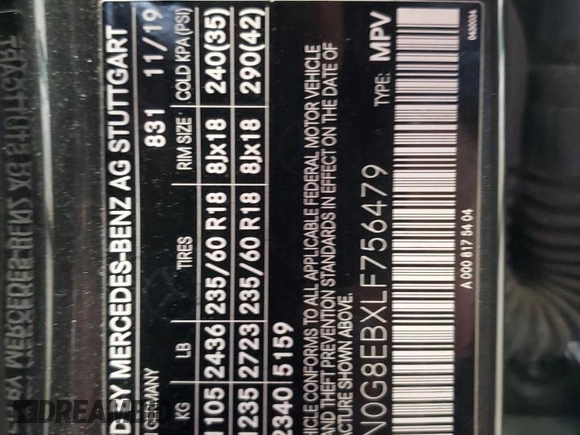 D BY MERCEDES-BENZ AG STUTTGART
GERMANY 831 11/19
KG LB TIRES RIM SIZE COLD KPA(PSI)
1105 2436 235/60 R18 8Jx18 240(35)
1235 2723 235/60 R18 8Jx18 290(42)
2340 5159
VEHICLE CONFORMS TO ALL APPLICABLE FEDERAL MOTOR VEHICLE
AND THEFT PREVENTION STANDARDS IN EFFECT ON THE DATE OF
ACTURE SHOWN ABOVE.
N0G8EBXLF756479 TYPE: MPV
A 000 817 54 04